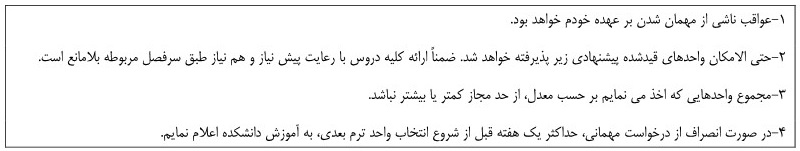 ۱-عواقب ناشی از مهمان شدن بر عهده خودم خواهد بود.
۲-حتی الامکان واحدهای قیدشده پیشنهادی زیر پذیرفته خواهد شد. ضمناً ارائه کلیه دروس با رعایت پیش نیاز و هم نیاز طبق سرفصل مربوطه بلامانع است.
۳-مجموع واحدهایی که اخذ می نمایم بر حسب معدل، از حد مجاز کمتر یا بیشتر نباشد.
۴-در صورت انصراف از درخواست مهمانی، حداکثر یک هفته قبل از شروع انتخاب واحد ترم بعدی، به آموزش دانشکده اعلام نمایم.